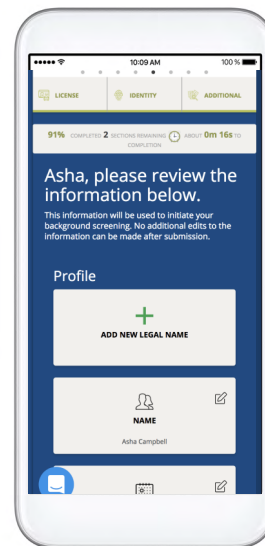 10:09 AM
100 %
LICENSE
IDENTITY
ADDITIONAL
91% COMPLETED 2 SECTIONS REMAINING ABOUT 0m 16s TO
COMPLETION
Asha, please review the
information below.
This information will be used to initiate your
background screening. No additional edits to the
information can be made after submission.
Profile
ADD NEW LEGAL NAME
NAME
Asha Campbell